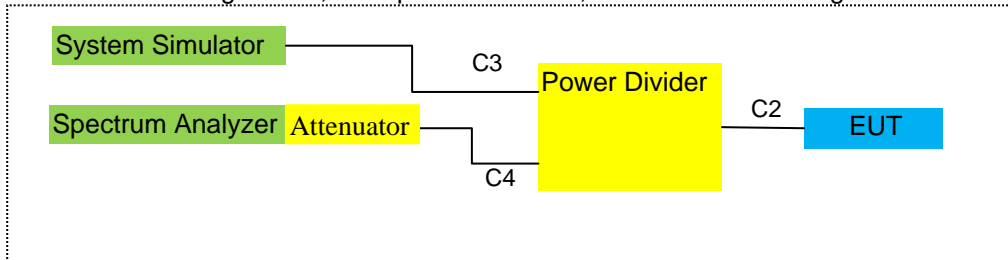 System Simulator
C3
Power Divider
C2
Spectrum Analyzer
Attenuator
EUT
C4